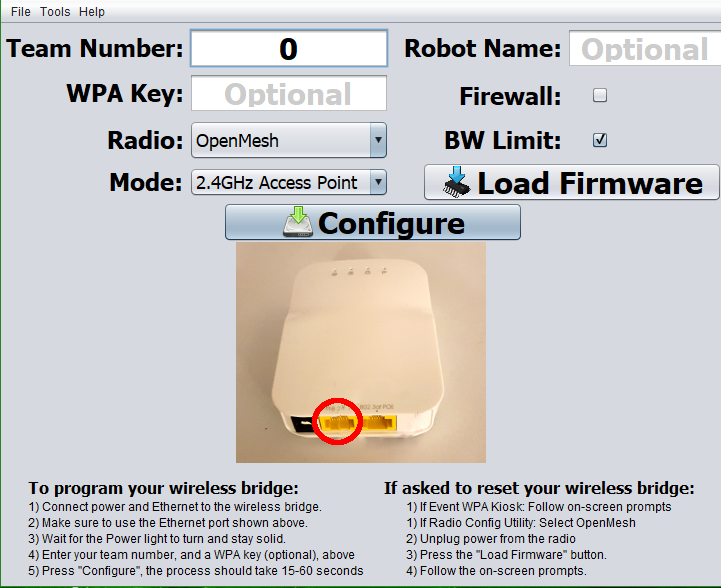 File Tools Help
Team Number: 0 Robot Name: Optional
WPA Key: Optional Firewall:
Radio: OpenMesh BW Limit:
Mode: 2.4GHz Access Point Load Firmware
Configure
802.3af POE
To program your wireless bridge:
1) Connect power and Ethernet to the wireless bridge.
2) Make sure to use the Ethernet port shown above.
3) Wait for the Power light to turn and stay solid.
4) Enter your team number, and a WPA key (optional), above
5) Press "Configure", the process should take 15-60 seconds
If asked to reset your wireless bridge:
1) If Event WPA Kiosk: Follow on-screen prompts
1) If Radio Config Utility: Select OpenMesh
2) Unplug power from the radio
3) Press the "Load Firmware" button.
4) Follow the on-screen prompts.